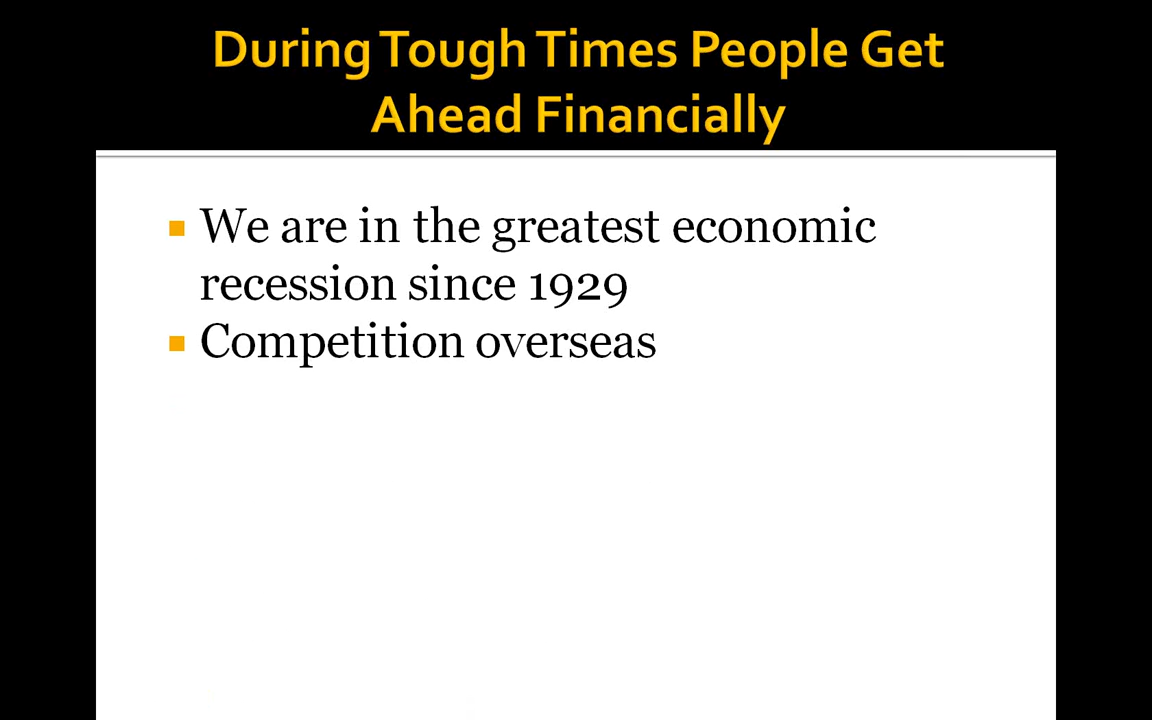 During Tough Times People Get
Ahead Financially
We are in the greatest economic
recession since 1929
Competition overseas